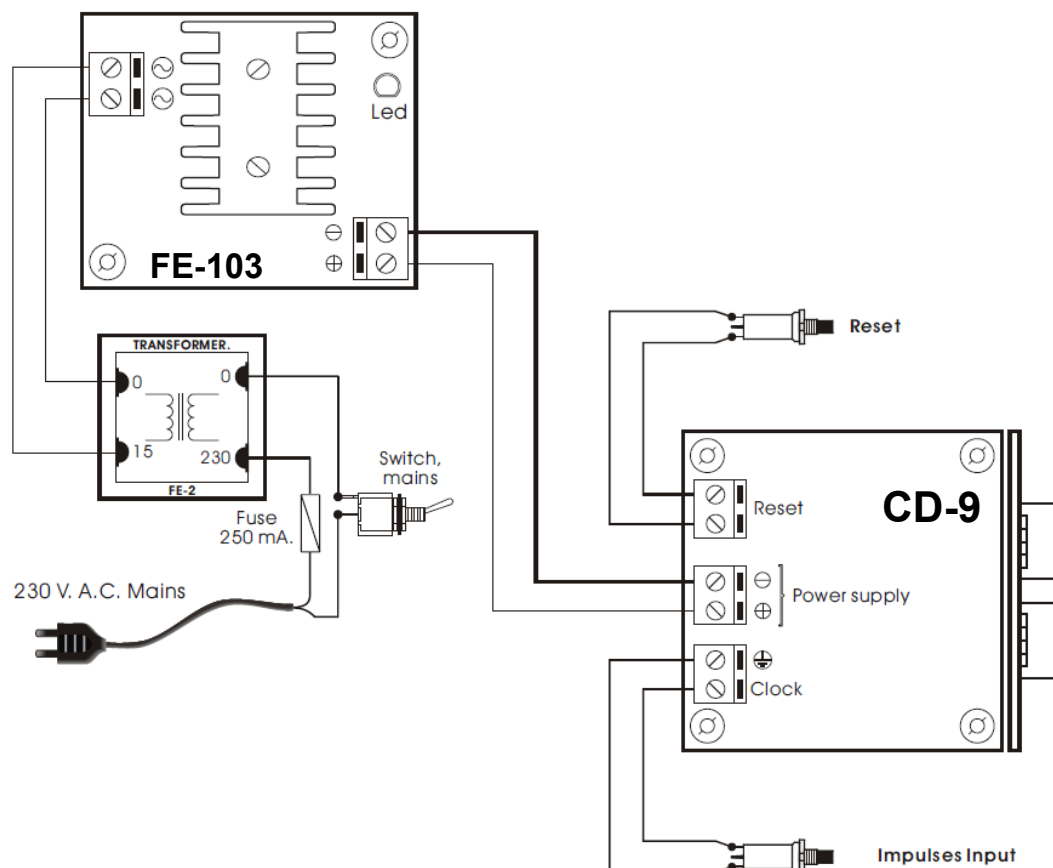 Led
FE-103
TRANSFORMER.
0
0
15
230
FE-2
Switch,
mains
Fuse
250 mA.
230 V. A.C. Mains
Reset
CD-9
Reset
Power supply
Clock
Impulses Input